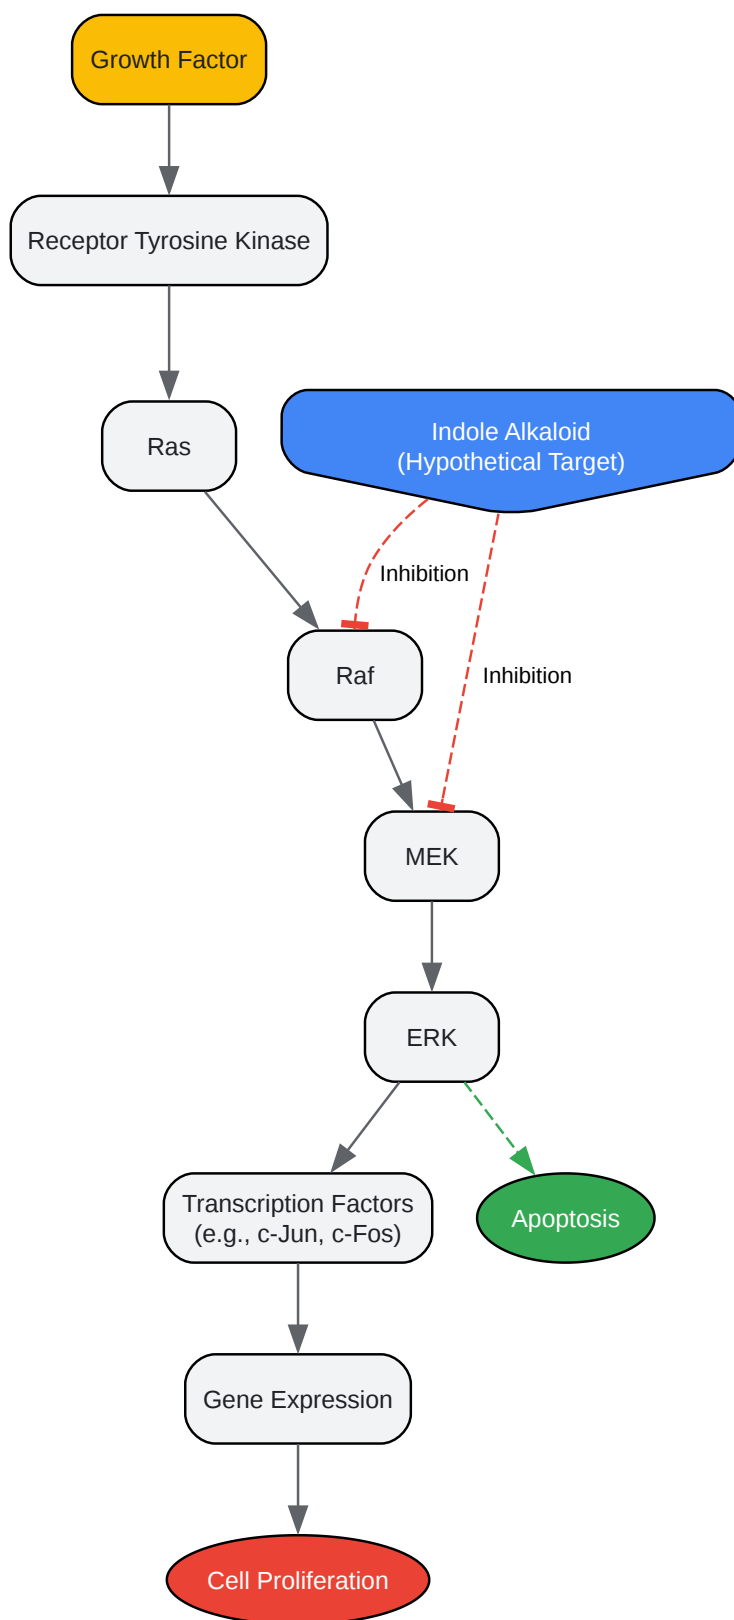 Growth Factor
Receptor Tyrosine Kinase
Ras
Indole Alkaloid
(Hypothetical Target)
Inhibition
Raf
Inhibition
MEK
ERK
Transcription Factors
(e.g., c-Jun, c-Fos)
Apoptosis
Gene Expression
Cell Proliferation